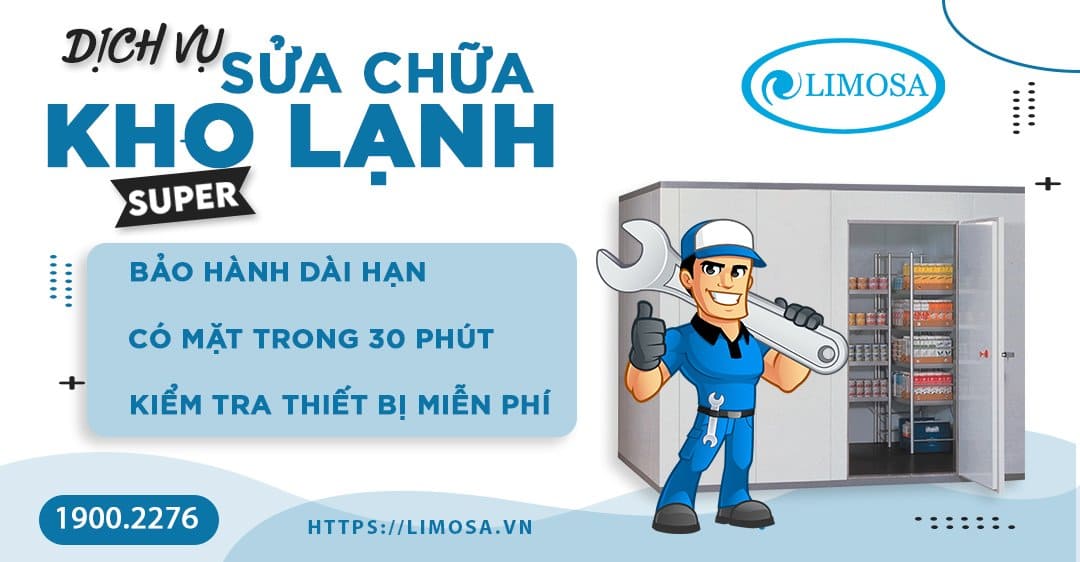 DỊCH VỤ
SỬA CHỮA
KHO LẠNH
SUPER
LIMOSA
BẢO HÀNH DÀI HẠN
CÓ MẶT TRONG 30 PHÚT
KIỂM TRA THIẾT BỊ MIỄN PHÍ
1900.2276
HTTPS://LIMOSA.VN